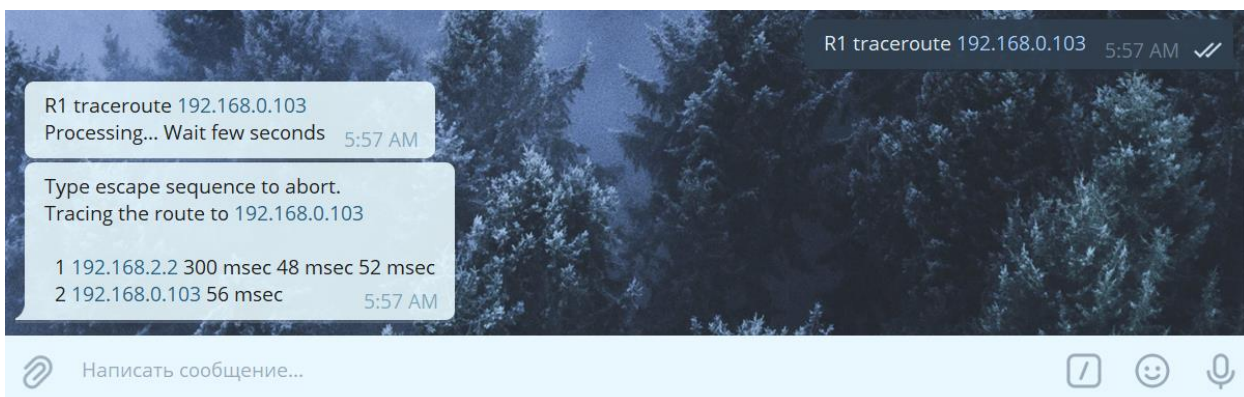 R1 traceroute 192.168.0.103 5:57 AM
R1 traceroute 192.168.0.103
Processing... Wait few seconds 5:57 AM
Type escape sequence to abort.
Tracing the route to 192.168.0.103
1 192.168.2.2 300 msec 48 msec 52 msec
2 192.168.0.103 56 msec 5:57 AM
Написать сообщение...